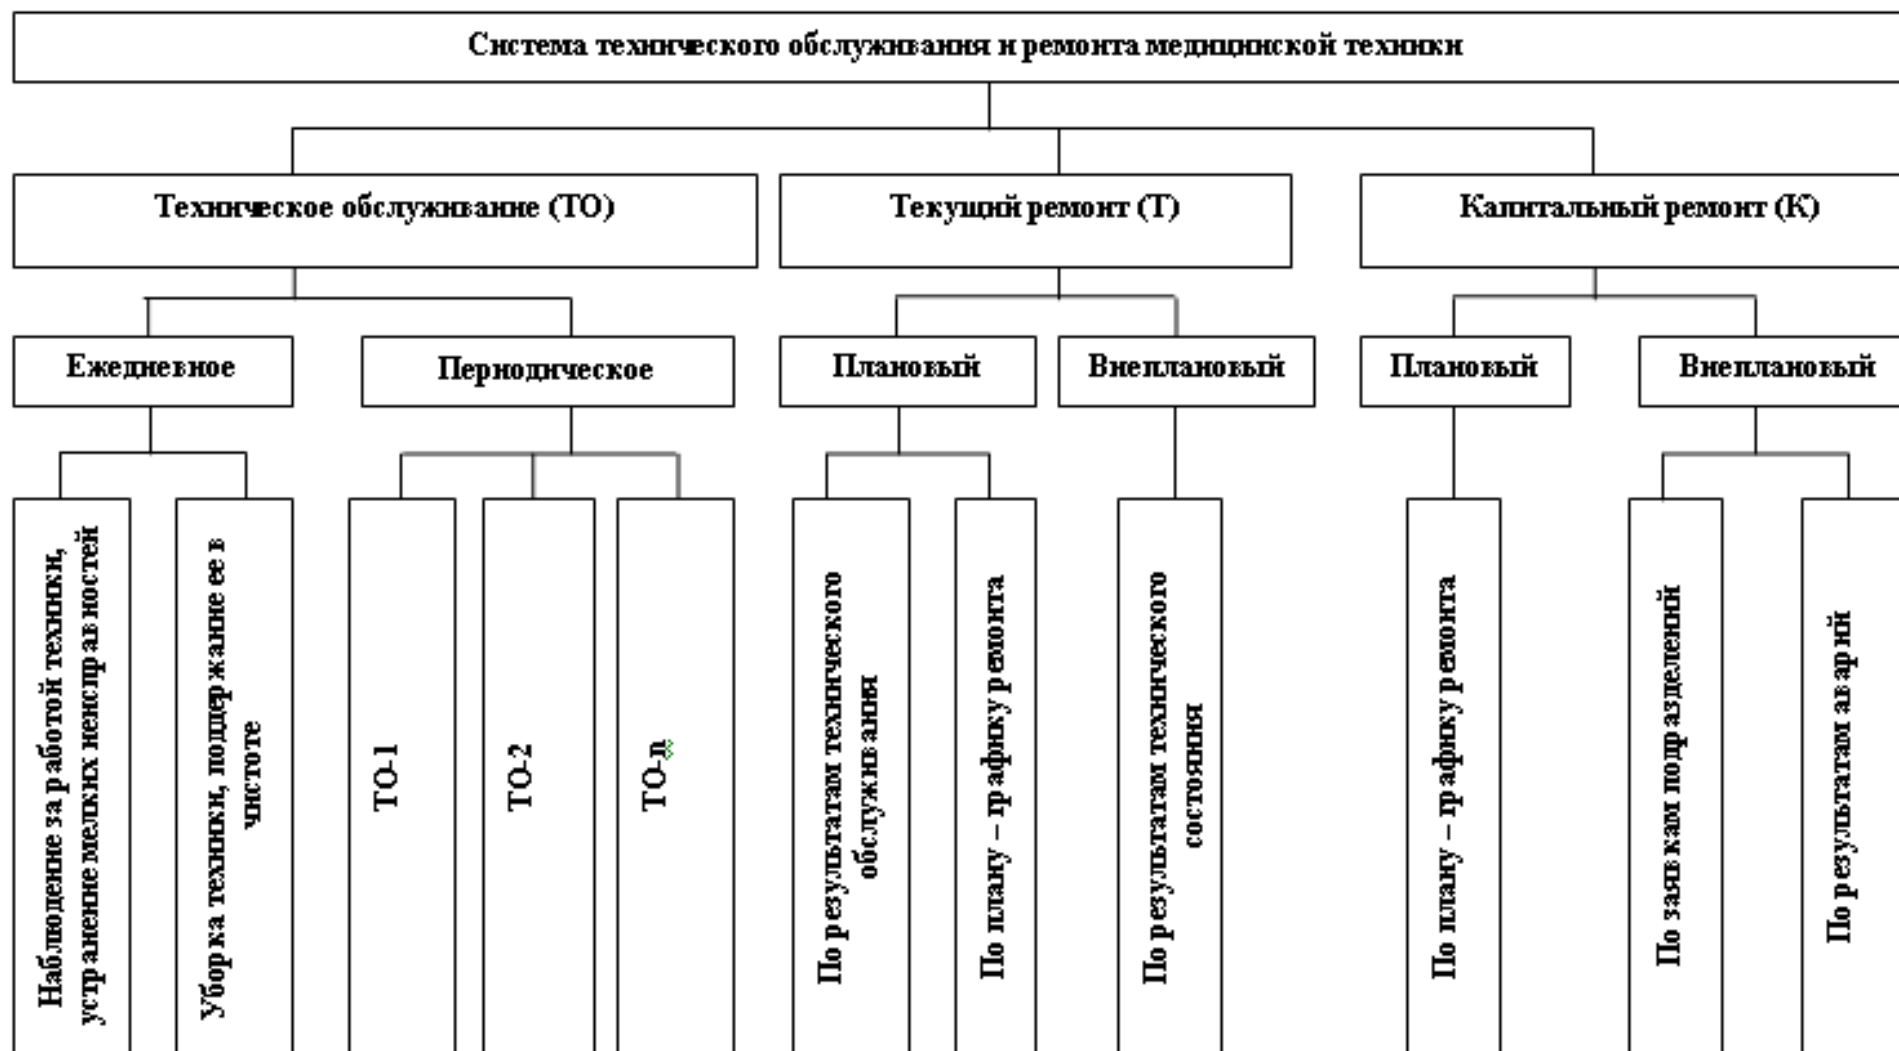 Система технического обслуживания и ремонта медицинской техники
Техническое обслуживание (ТО)
Текущий ремонт (Т)
Капитальный ремонт (К)
Ежедневное
Периодическое
Плановый
Внеплановый
Плановый
Внеплановый
Наблюдение за работой техники,
устранение мелких неисправностей
Уборка техники, поддержание ее в
чистоте
ТО-1
ТО-2
ТО-n
По результатам технического
обслуживания
По плану – графику ремонта
По результатам технического
состояния
По плану – графику ремонта
По заявкам подразделений
По результатам аварий